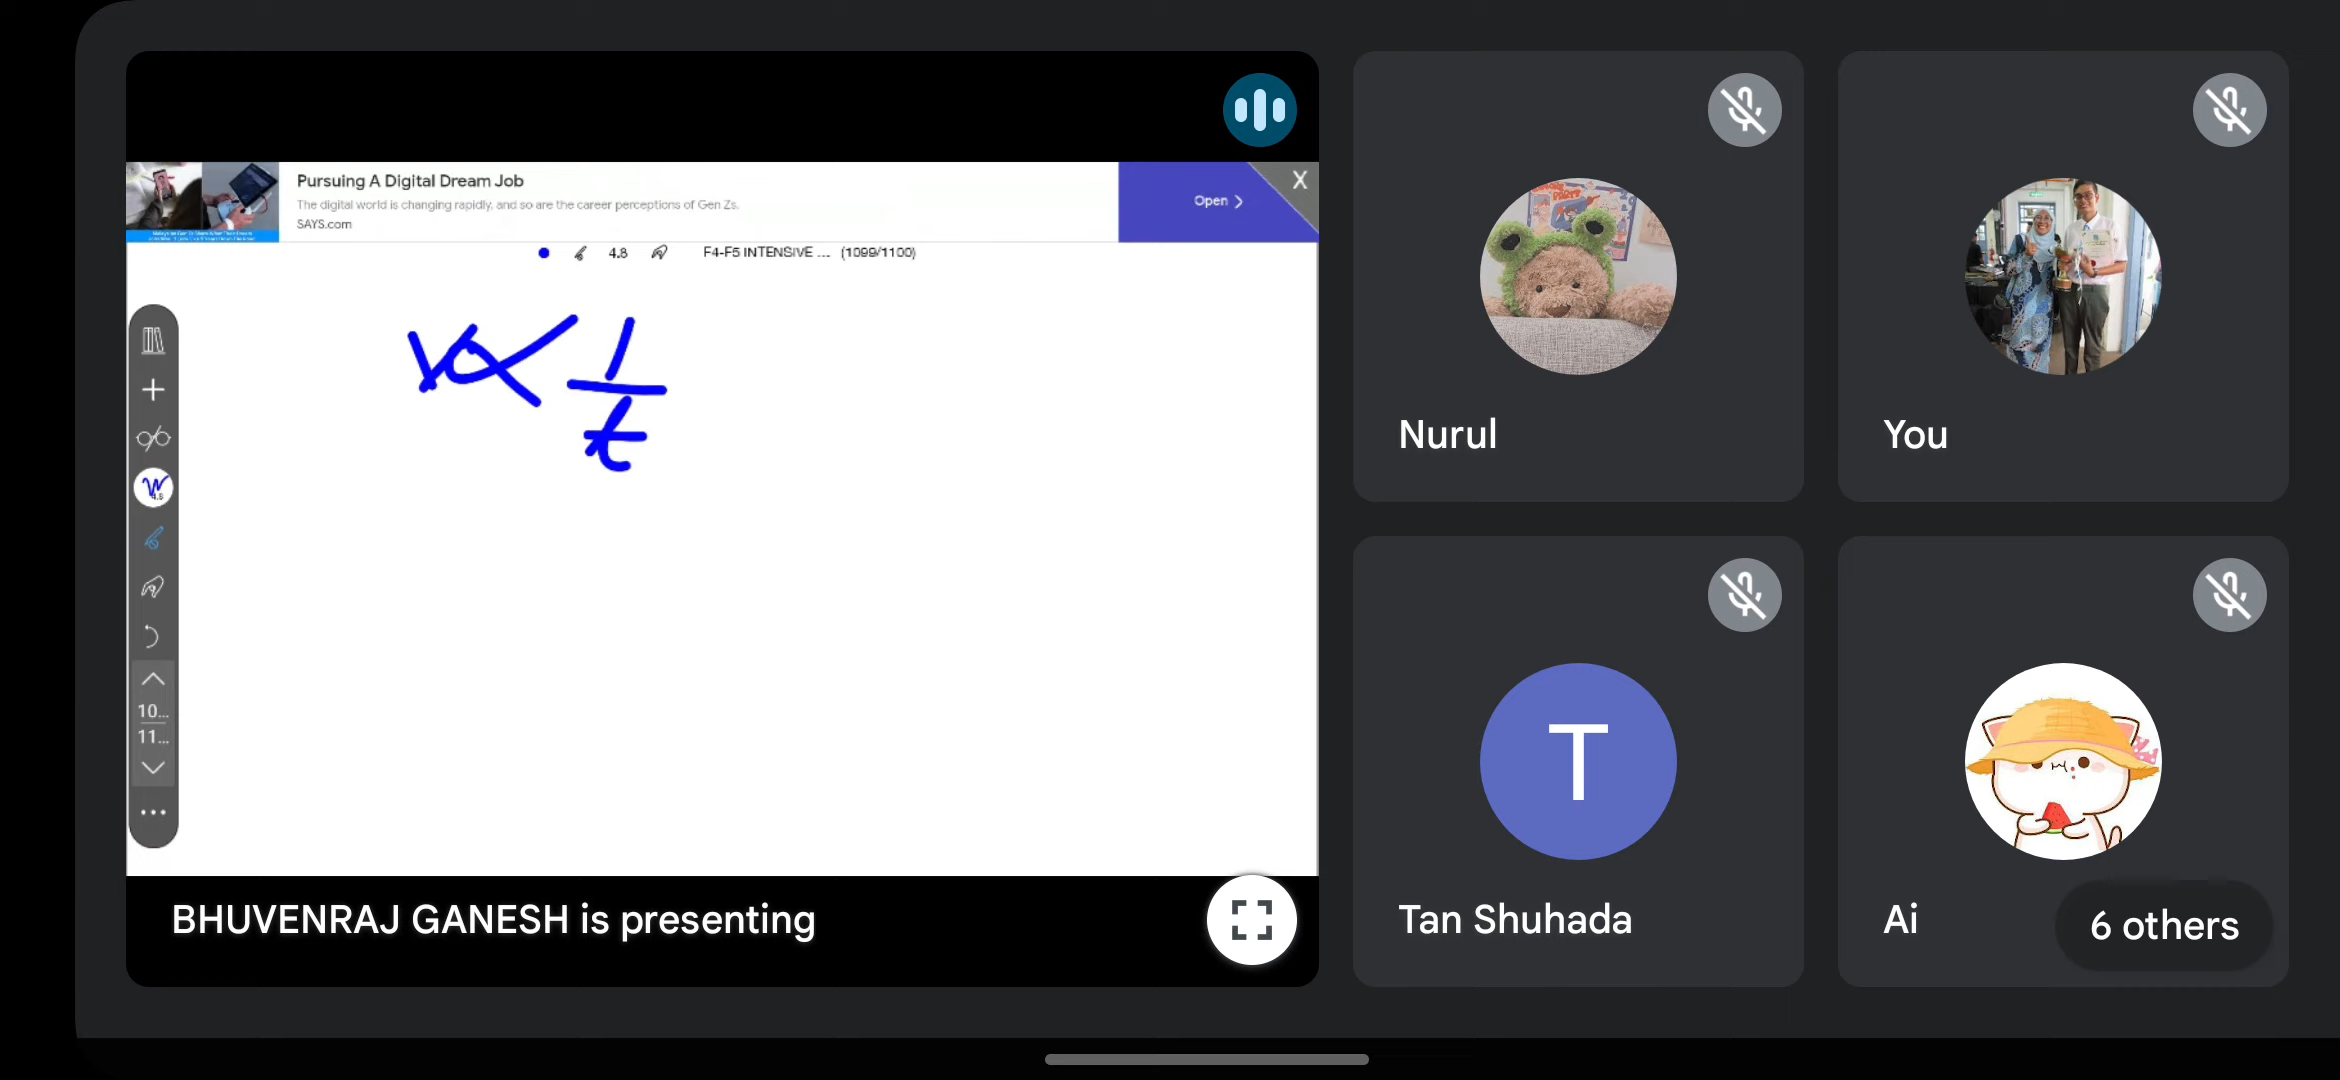 Pursuing A Digital Dream Job
The digital world is changing rapidly, and so are the career perceptions of Gen Zs.
SAYS.com
Open
X
4.8
F4-F5 INTENSIVE ... (1099/1100)
v ∝ 1/t
4.8
10...
11...
BHUVENRAJ GANESH is presenting
Nurul
You
T
Tan Shuhada
Ai
6 others